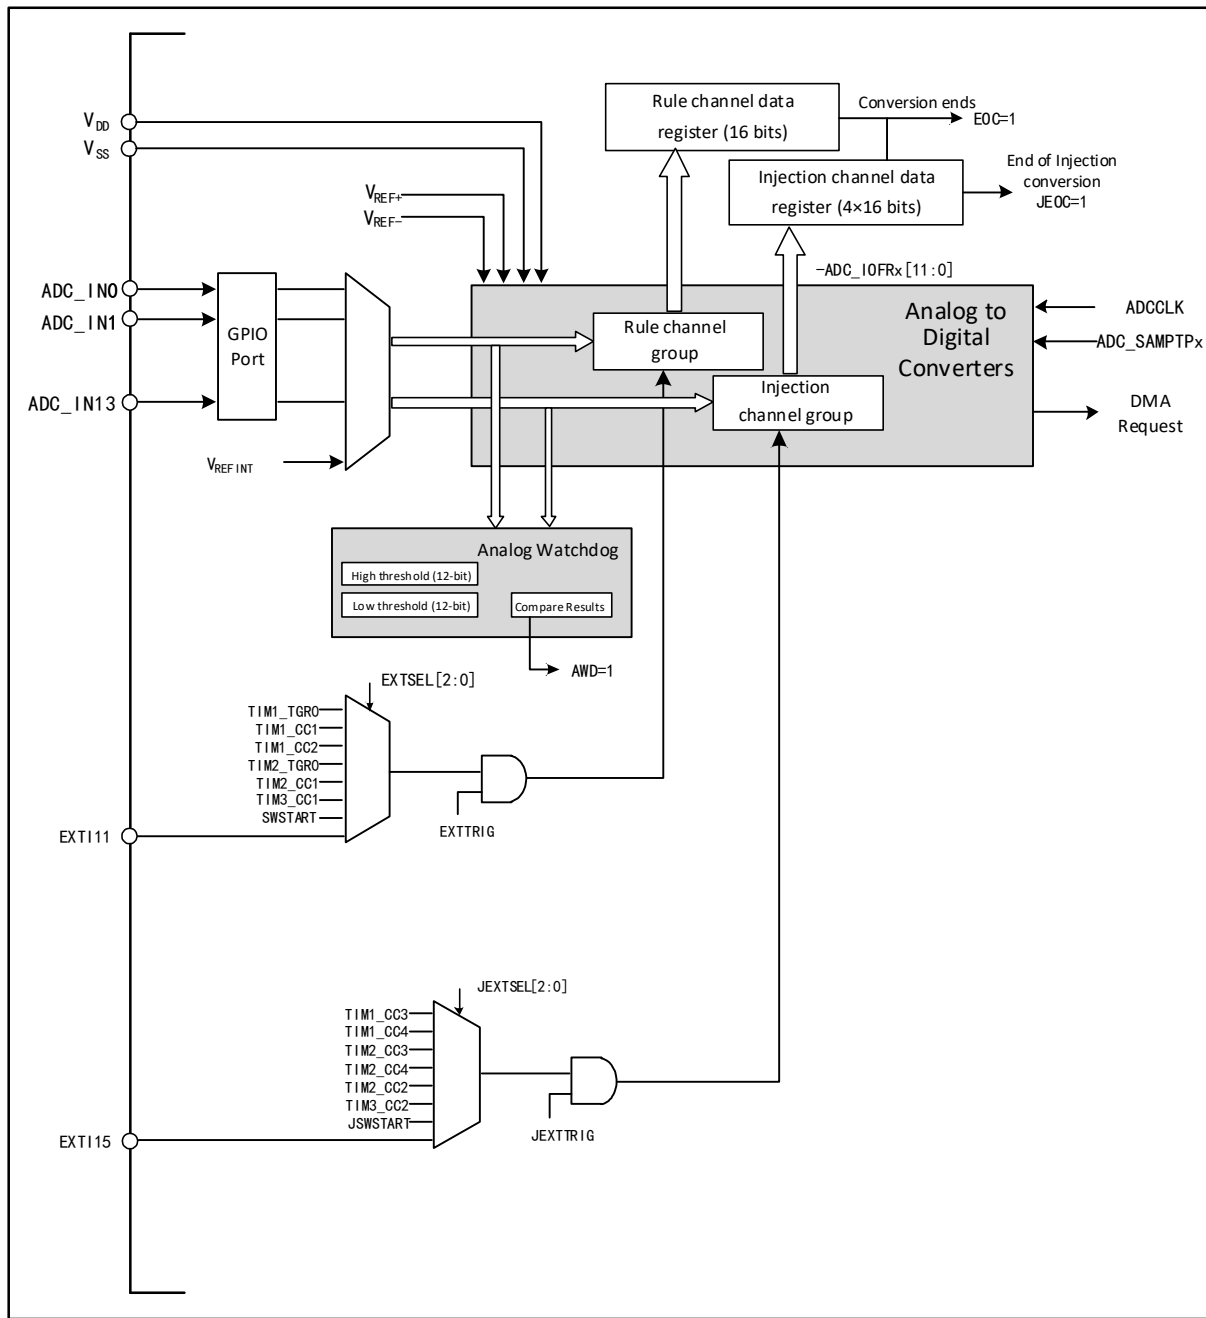 Rule channel data
register (16 bits)
Conversion ends
EOC=1
VDD
VSS
Injection channel data
register (4×16 bits)
End of Injection
conversion
JEOC=1
VREF+
VREF-
-ADC_IOFRx[11:0]
ADC_IN0
ADC_IN1
ADC_IN13
GPIO
Port
VREFINT
Rule channel
group
Injection
channel group
Analog to
Digital
Converters
ADCCLK
ADC_SAMPTPx
DMA
Request
Analog Watchdog
High threshold (12-bit)
Low threshold (12-bit)
Compare Results
AWD=1
EXTSEL[2:0]
TIM1_TGRO
TIM1_CC1
TIM1_CC2
TIM2_TGRO
TIM2_CC1
TIM3_CC1
SWSTART
EXTI11
EXTTRIG
JEXTSEL[2:0]
TIM1_CC3
TIM1_CC4
TIM2_CC3
TIM2_CC4
TIM2_CC2
TIM3_CC2
JSWSTART
EXTI15
JEXTTRIG